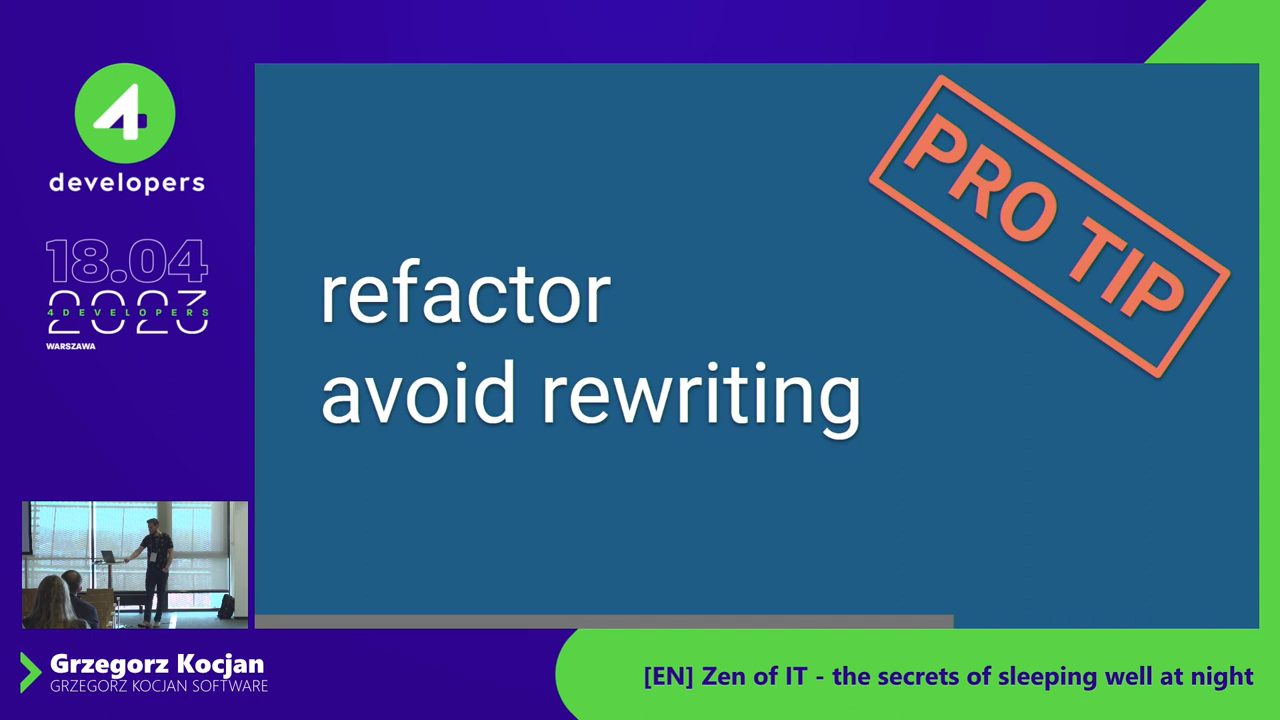 4
developers
18.04
2023
4DEVELOPERS
WARSZAWA
PRO TIP
refactor
avoid rewriting
Grzegorz Kocjan
GRZEGORZ KOCJAN SOFTWARE
[EN] Zen of IT - the secrets of sleeping well at night